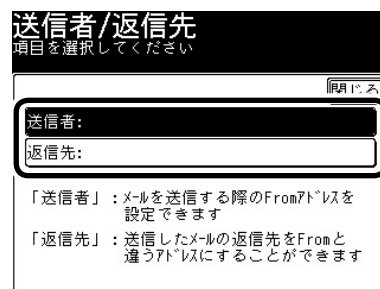 送信者/返信先
項目を選択してください
閉じる
送信者:
返信先:
「送信者」:ﾒｰﾙを送信する際のFromｱﾄﾞﾚｽを
設定できます
「返信先」:送信したﾒｰﾙの返信先をFromと
違うｱﾄﾞﾚｽにすることができます